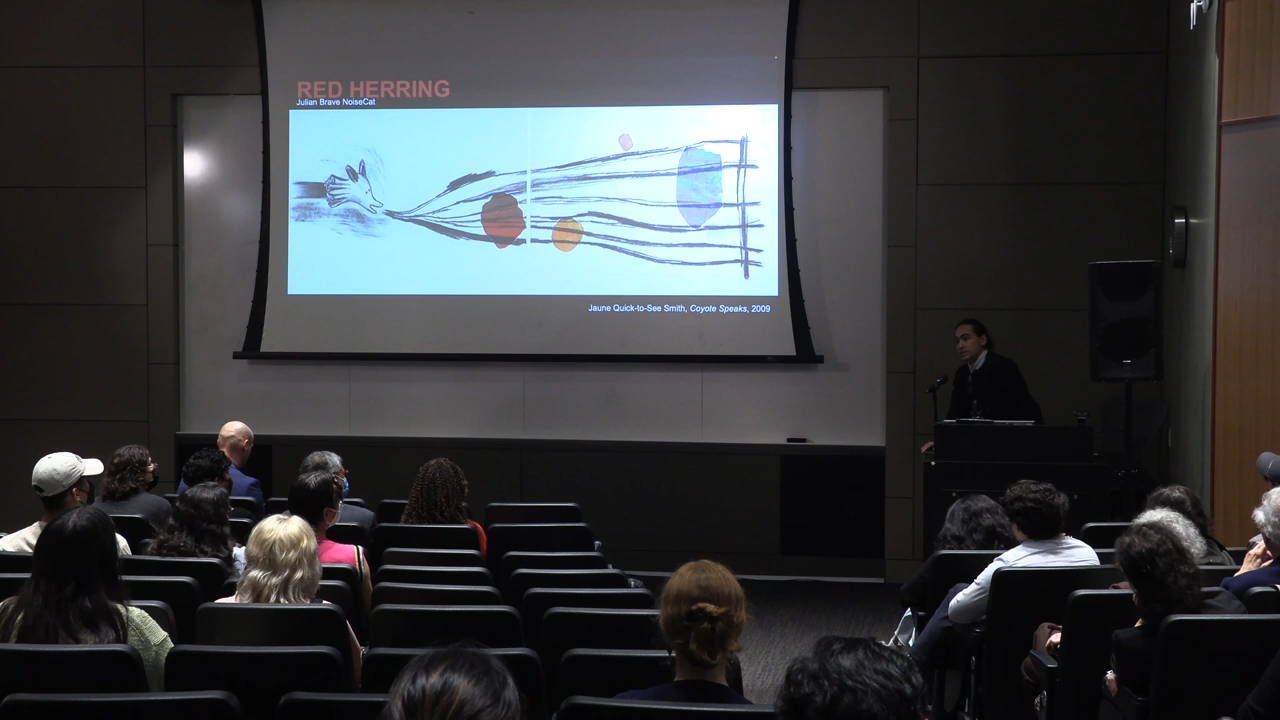 RED HERRING
Julian Brave NoiseCat
Jaune Quick-to-See Smith, Coyote Speaks, 2009